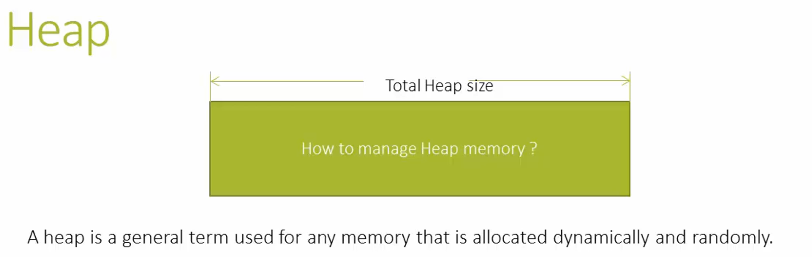 Heap
Total Heap size
How to manage Heap memory ?
A heap is a general term used for any memory that is allocated dynamically and randomly.